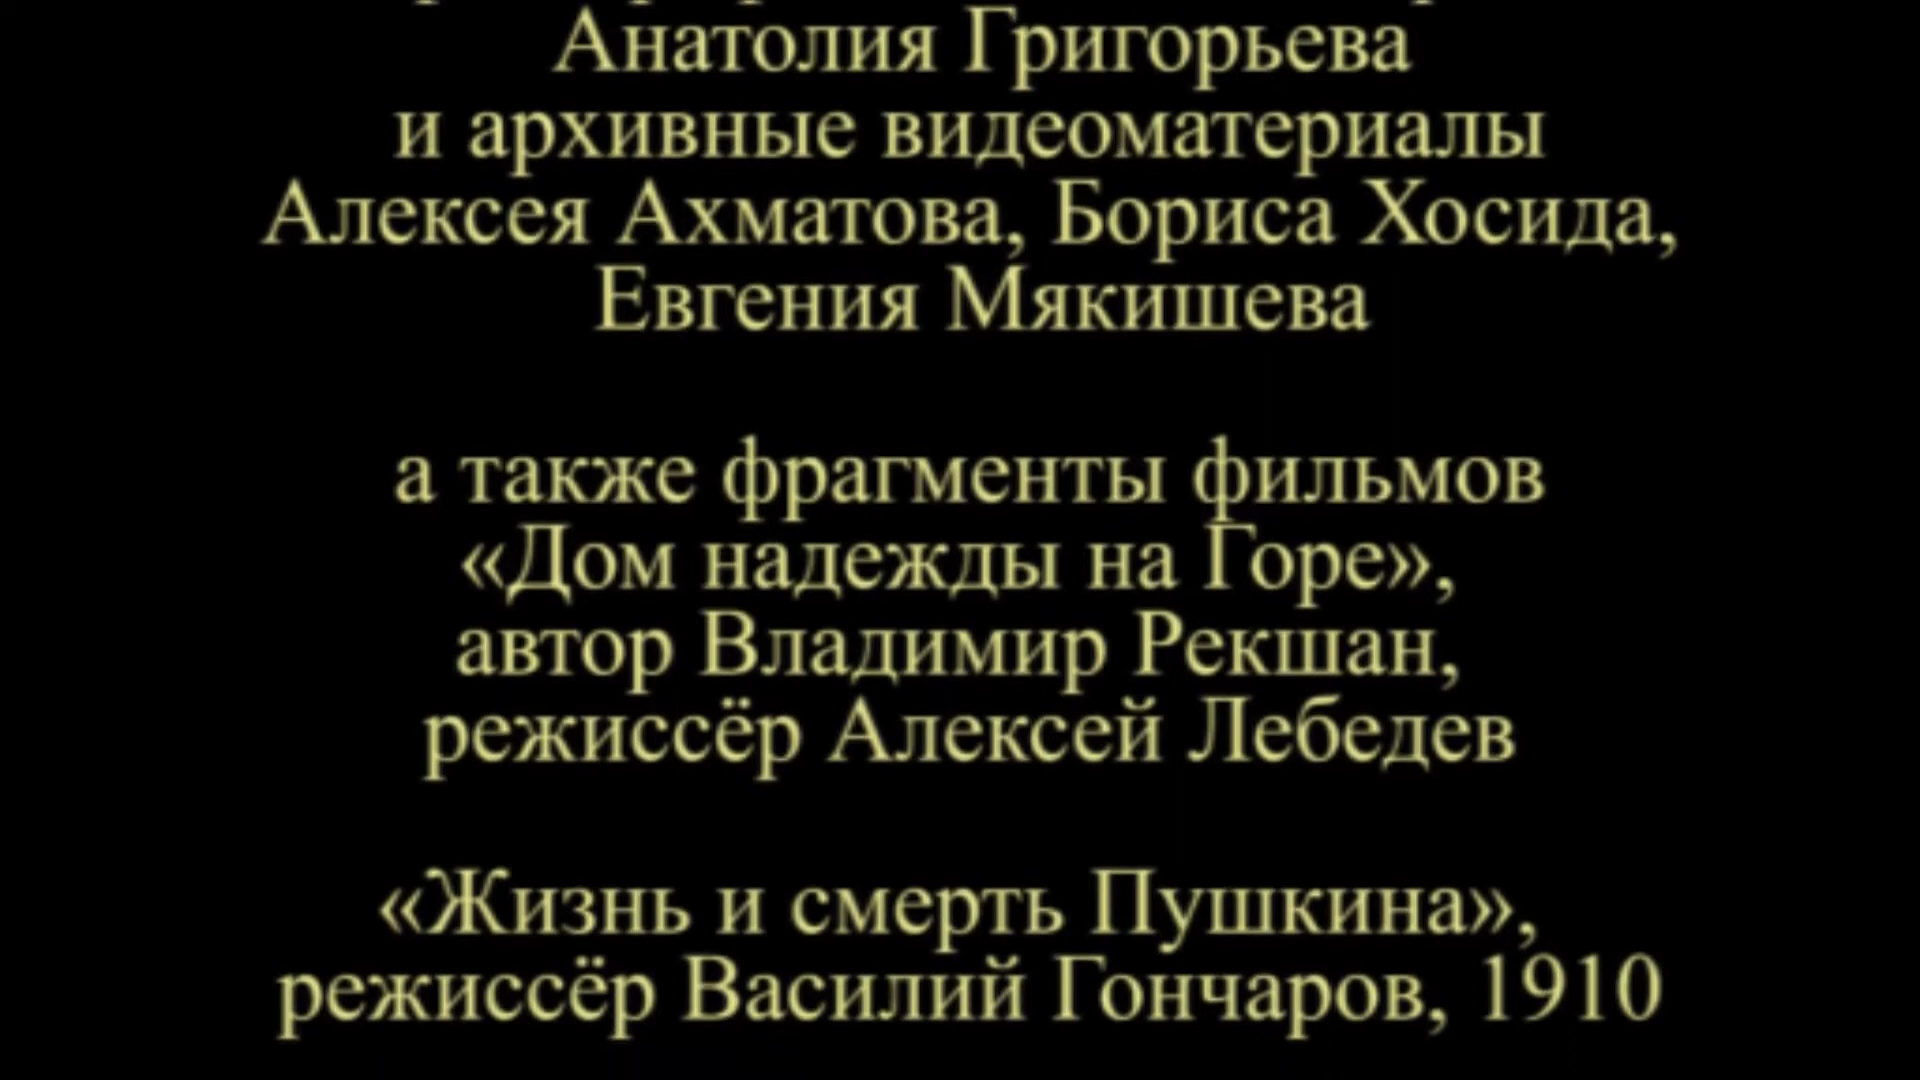 Анатолия Григорьева
и архивные видеоматериалы
Алексея Ахматова, Бориса Хосида,
Евгения Мякишева
а также фрагменты фильмов
«Дом надежды на Горе»,
автор Владимир Рекшан,
режиссёр Алексей Лебедев
«Жизнь и смерть Пушкина»,
режиссёр Василий Гончаров, 1910